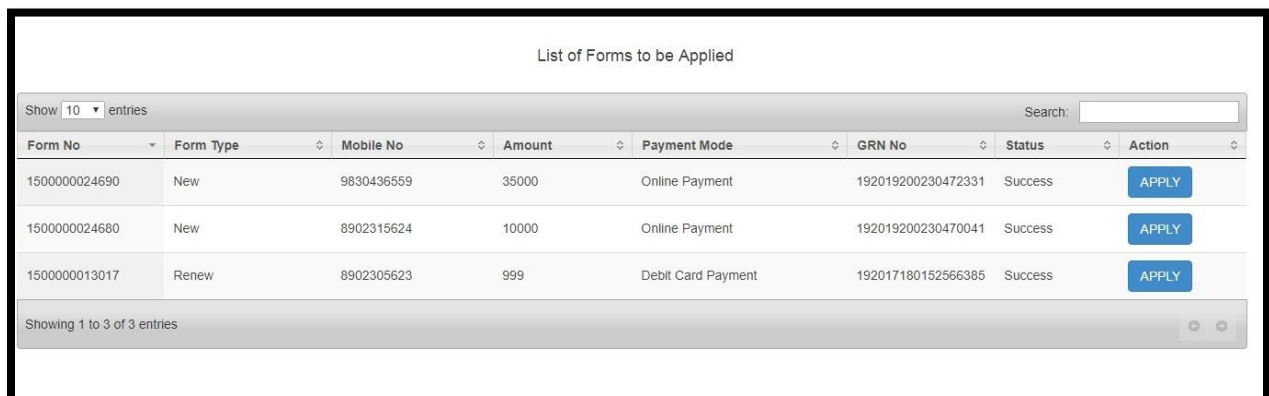 List of Forms to be Applied
Show 10 entries Search:
Form No Form Type Mobile No Amount Payment Mode GRN No Status Action
1500000024690 New 9830436559 35000 Online Payment 192019200230472331 Success APPLY
1500000024680 New 8902315624 10000 Online Payment 192019200230470041 Success APPLY
1500000013017 Renew 8902305623 999 Debit Card Payment 192017180152566385 Success APPLY
Showing 1 to 3 of 3 entries